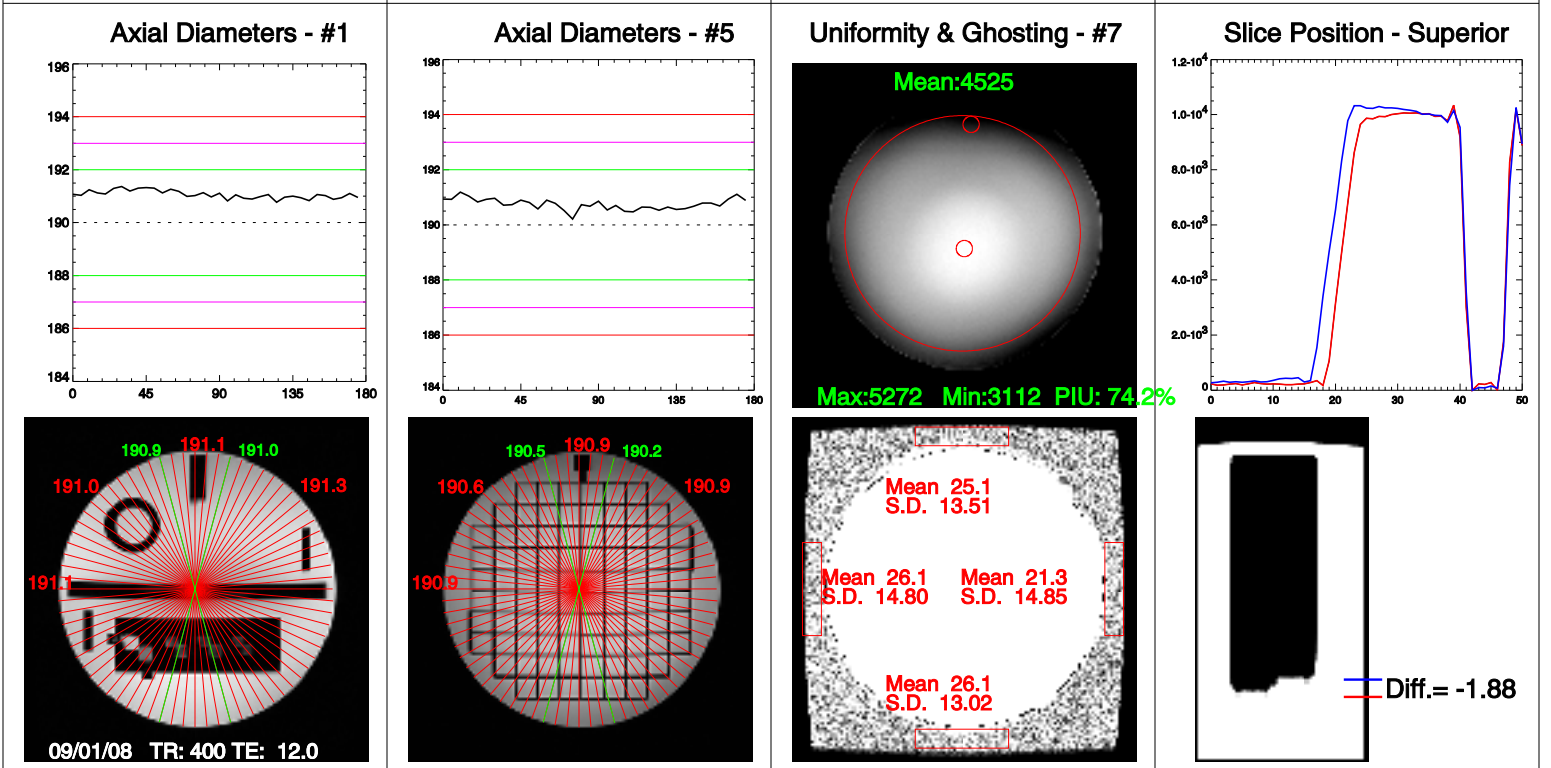 Axial Diameters - #1
196
194
192
190
188
186
184
0 45 90 135 180
190.9 191.1 191.0
191.0 191.3
191.1
09/01/08 TR: 400 TE: 12.0
Axial Diameters - #5
196
194
192
190
188
186
184
0 45 90 135 180
190.5 190.9 190.2
190.6 190.9
190.9
Uniformity & Ghosting - #7
Mean:4525
Max:5272 Min:3112 PIU: 74.2%
Mean 25.1
S.D. 13.51
Mean 26.1 Mean 21.3
S.D. 14.80 S.D. 14.85
Mean 26.1
S.D. 13.02
Slice Position - Superior
1.2•10⁴
1.0•10⁴
8.0•10³
6.0•10³
4.0•10³
2.0•10³
0
0 10 20 30 40 50
Diff.= -1.88